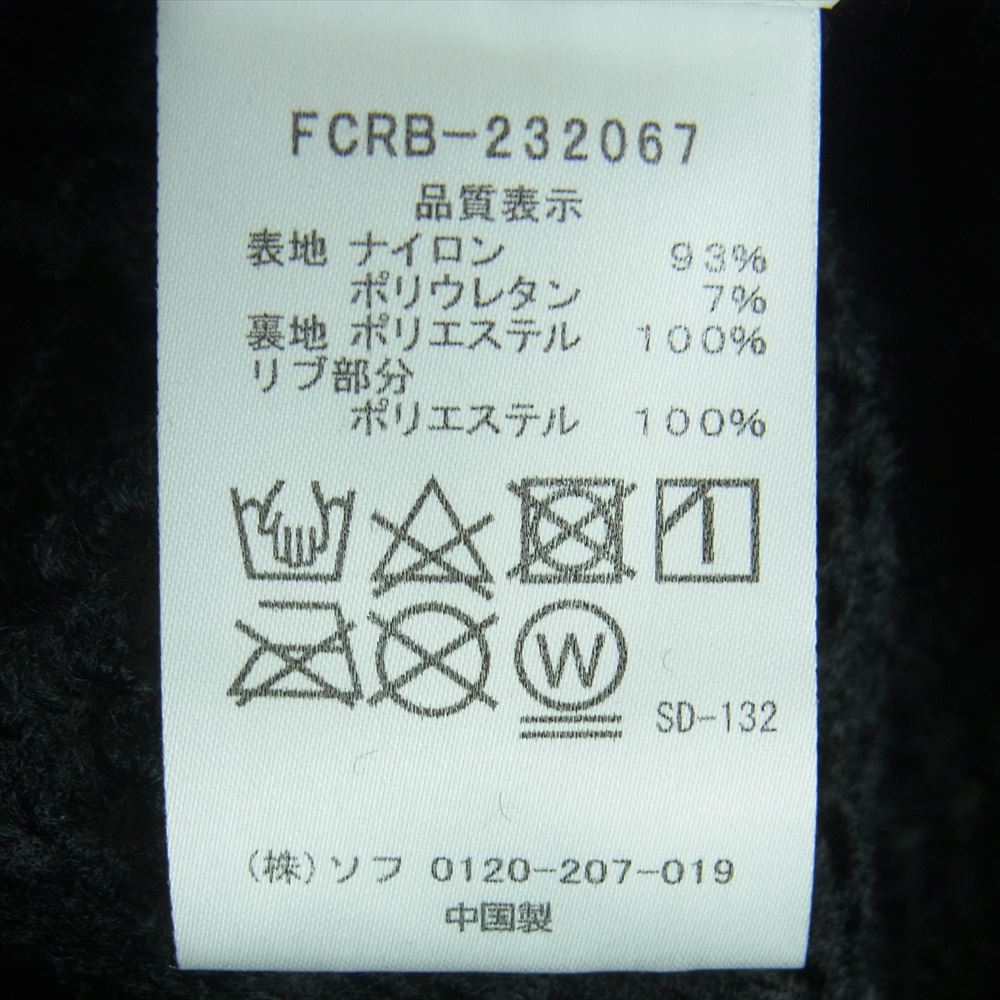 FCRB-232067
品質表示
表地 ナイロン 93%
ポリウレタン 7%
裏地 ポリエステル 100%
リブ部分
ポリエステル 100%
W
SD-132
(株)ソフ 0120-207-019
中国製